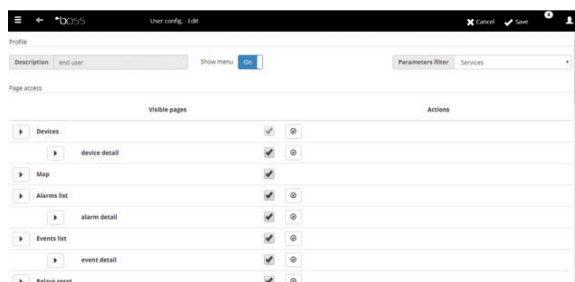 boss User config. - Edit Cancel Save 4
Profile
Description end user Show menu On Parameters filter Services
Page access
Visible pages Actions
Devices
device detail
Map
Alarms list
alarm detail
Events list
event detail
Relays reset